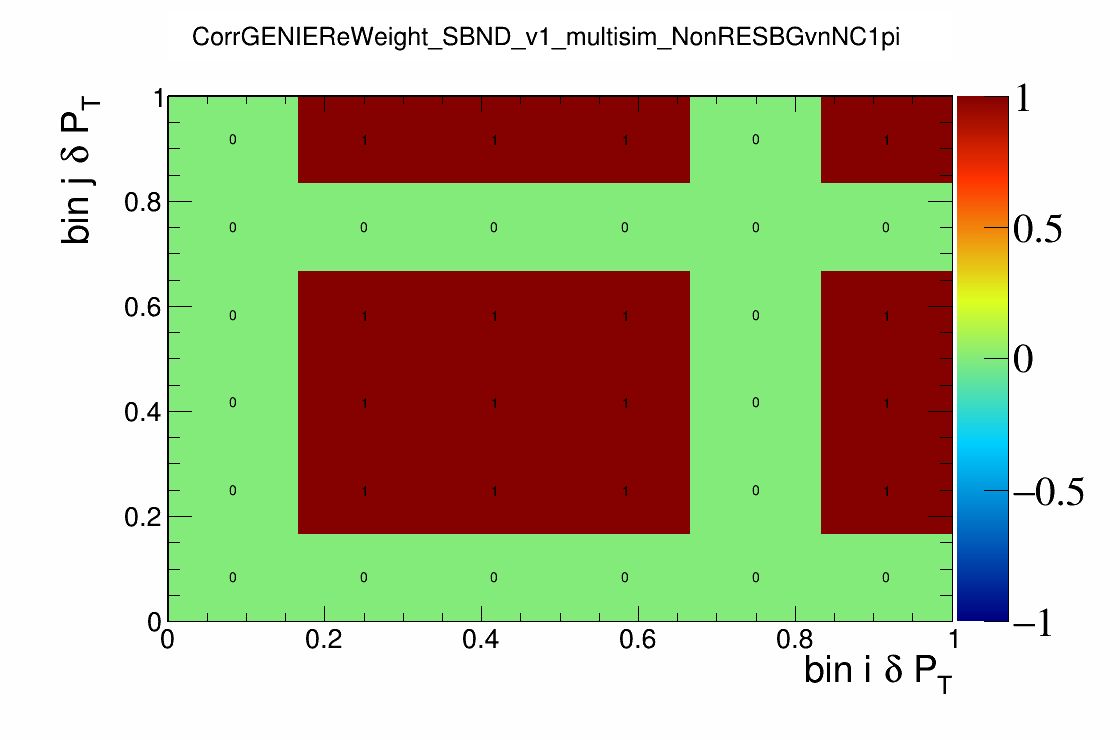 CorrGENIEReWeight_SBND_v1_multisim_NonRESBGvnNC1pi
bin j δ P_T
1
0.8
0.6
0.4
0.2
0
0 1 1 1 0 1
0 0 0 0 0 0
0 1 1 1 0 1
0 1 1 1 0 1
0 1 1 1 0 1
0 0 0 0 0 0
0 0.2 0.4 0.6 0.8 1
bin i δ P_T
1
0.5
0
−0.5
−1